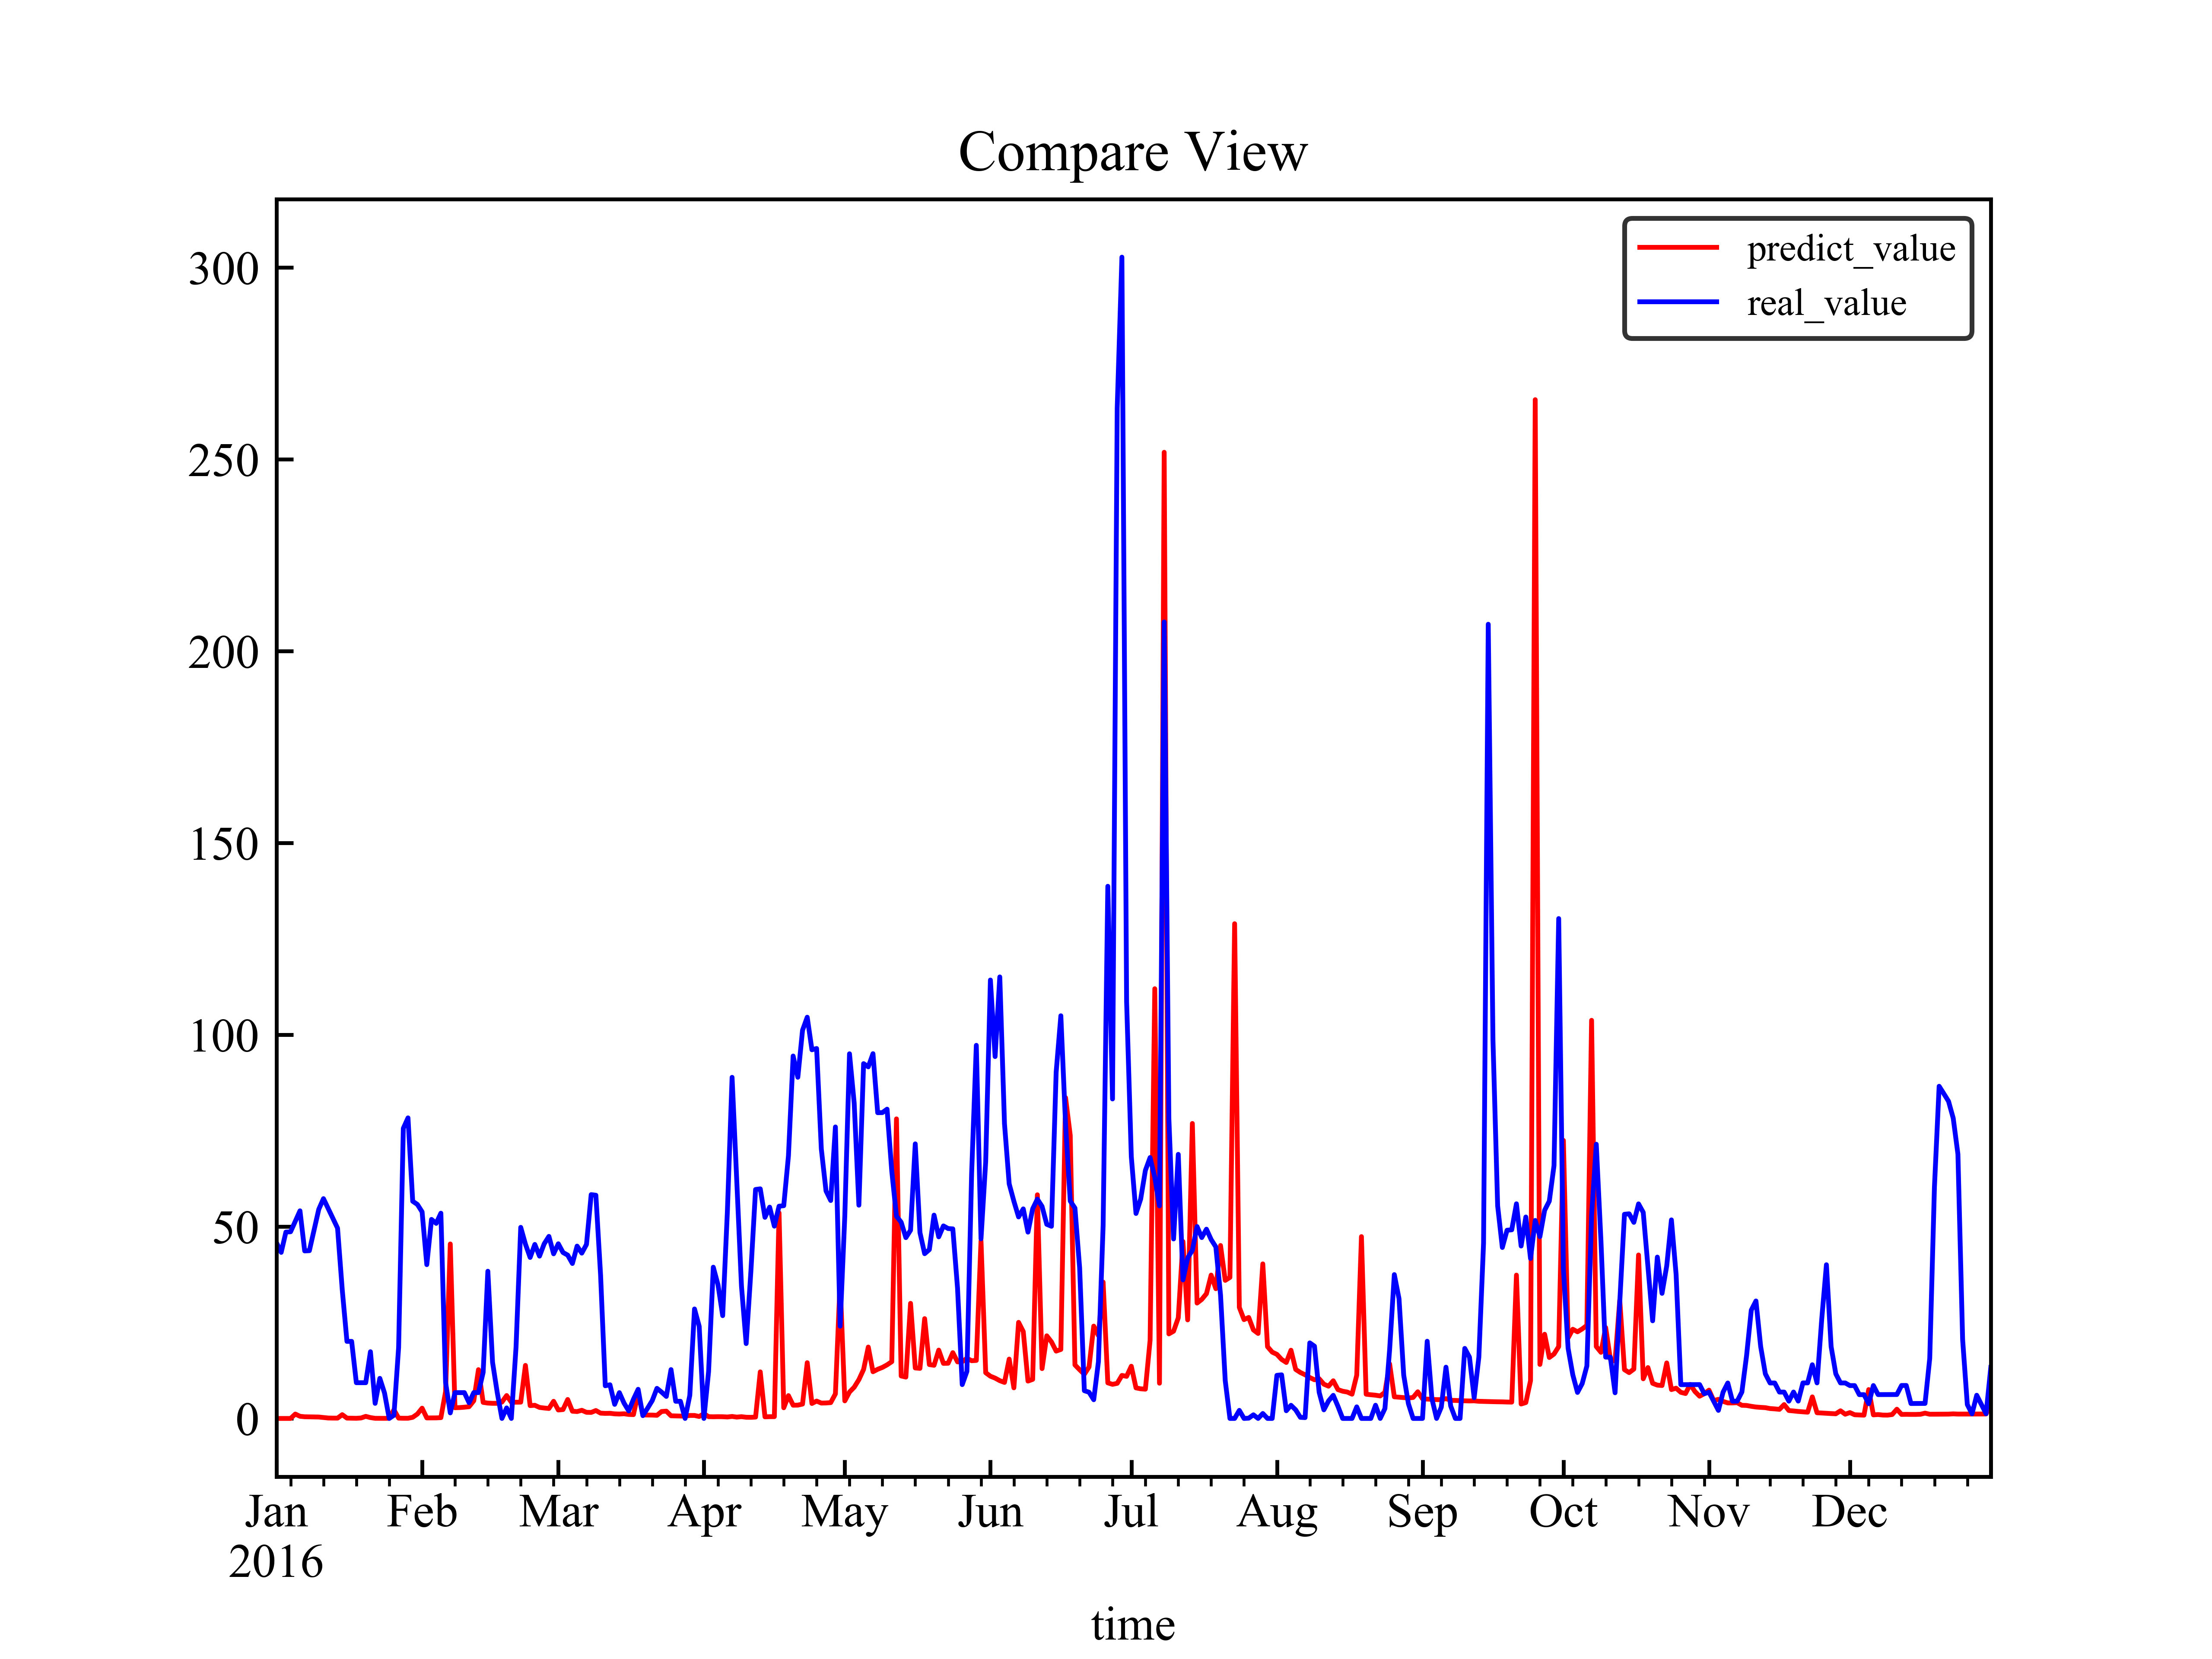 Compare View
predict_value
real_value
300
250
200
150
100
50
0
Jan Feb Mar Apr May Jun Jul Aug Sep Oct Nov Dec
2016
time